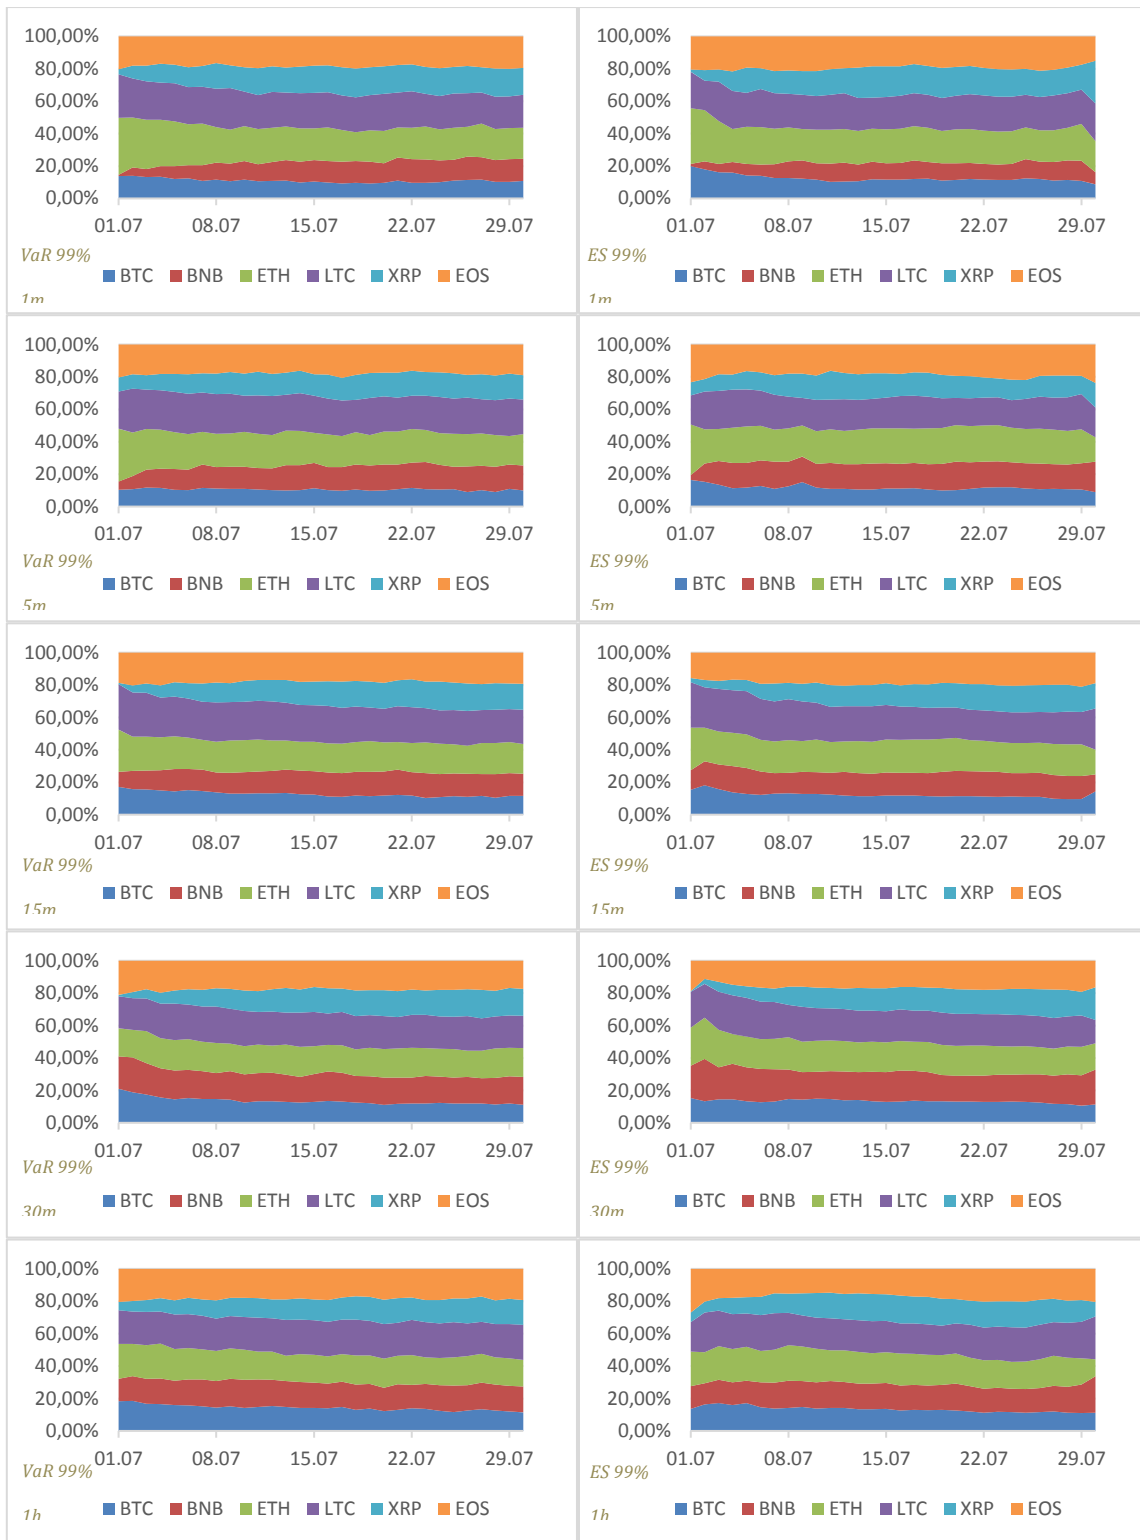 100,00%
80,00%
60,00%
40,00%
20,00%
0,00%
01.07 08.07 15.07 22.07 29.07
VaR 99%
BTC BNB ETH LTC XRP EOS
1m
100,00%
80,00%
60,00%
40,00%
20,00%
0,00%
01.07 08.07 15.07 22.07 29.07
ES 99%
BTC BNB ETH LTC XRP EOS
1m
100,00%
80,00%
60,00%
40,00%
20,00%
0,00%
01.07 08.07 15.07 22.07 29.07
VaR 99%
BTC BNB ETH LTC XRP EOS
5m
100,00%
80,00%
60,00%
40,00%
20,00%
0,00%
01.07 08.07 15.07 22.07 29.07
ES 99%
BTC BNB ETH LTC XRP EOS
5m
100,00%
80,00%
60,00%
40,00%
20,00%
0,00%
01.07 08.07 15.07 22.07 29.07
VaR 99%
BTC BNB ETH LTC XRP EOS
15m
100,00%
80,00%
60,00%
40,00%
20,00%
0,00%
01.07 08.07 15.07 22.07 29.07
ES 99%
BTC BNB ETH LTC XRP EOS
15m
100,00%
80,00%
60,00%
40,00%
20,00%
0,00%
01.07 08.07 15.07 22.07 29.07
VaR 99%
BTC BNB ETH LTC XRP EOS
30m
100,00%
80,00%
60,00%
40,00%
20,00%
0,00%
01.07 08.07 15.07 22.07 29.07
ES 99%
BTC BNB ETH LTC XRP EOS
30m
100,00%
80,00%
60,00%
40,00%
20,00%
0,00%
01.07 08.07 15.07 22.07 29.07
VaR 99%
BTC BNB ETH LTC XRP EOS
1h
100,00%
80,00%
60,00%
40,00%
20,00%
0,00%
01.07 08.07 15.07 22.07 29.07
ES 99%
BTC BNB ETH LTC XRP EOS
1h